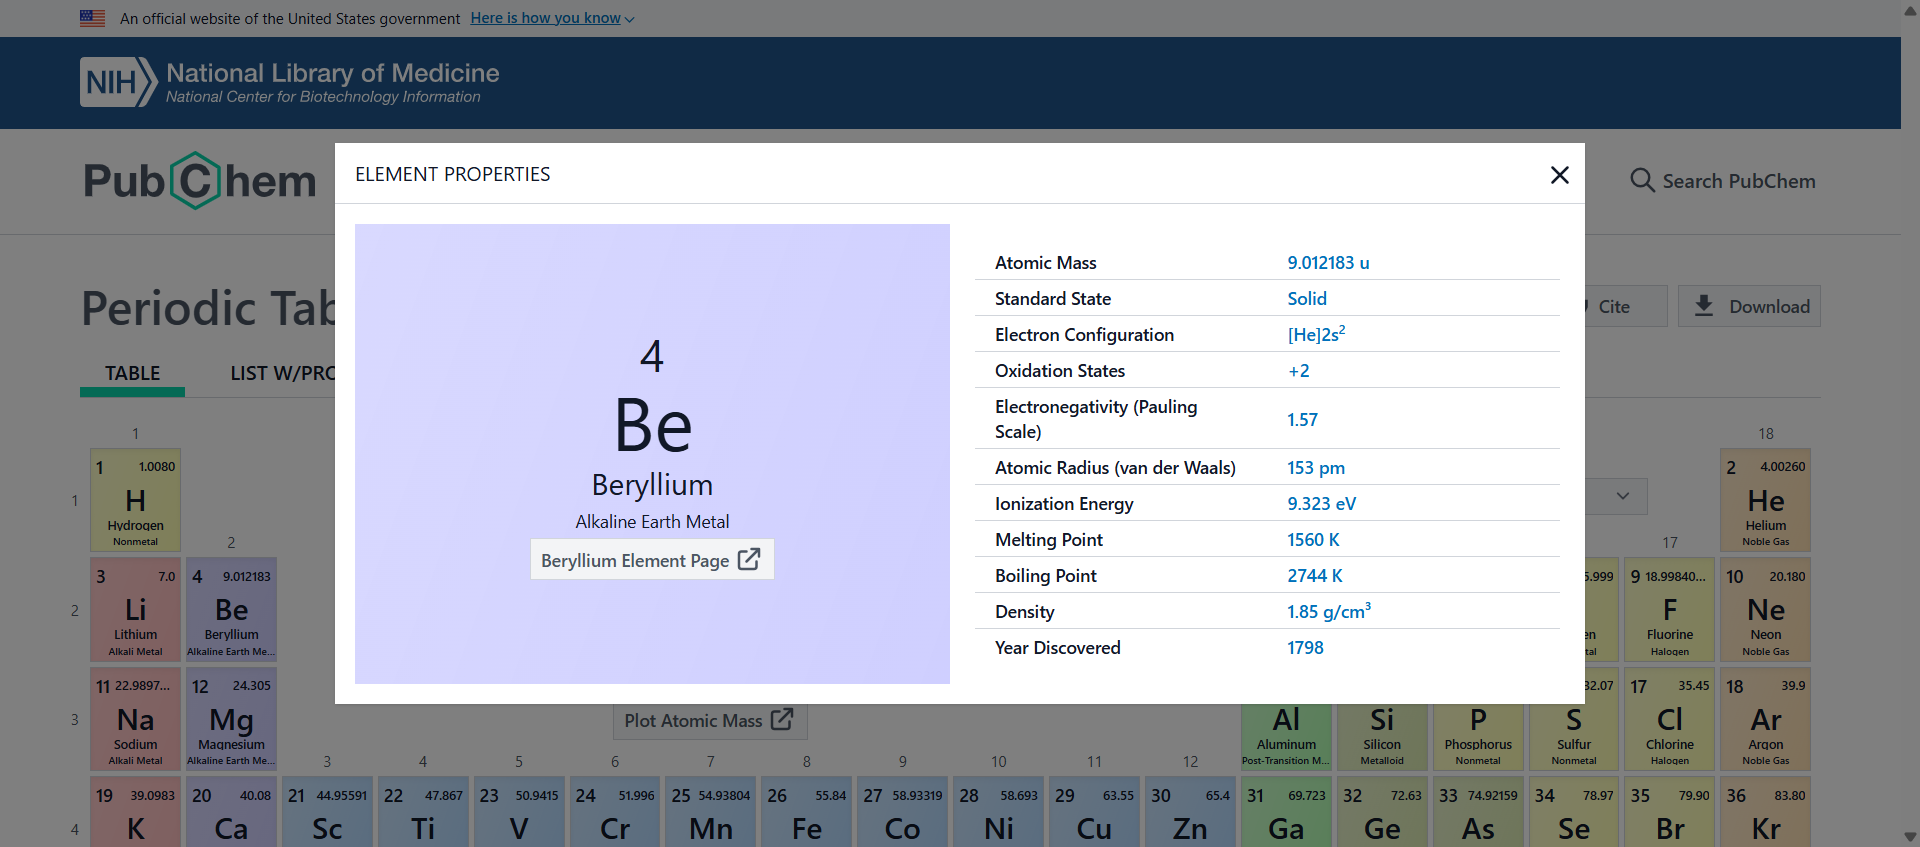 An official website of the United States government Here is how you know
NIH National Library of Medicine
National Center for Biotechnology Information
PubChem
Search PubChem
ELEMENT PROPERTIES
4
Be
Beryllium
Alkaline Earth Metal
Beryllium Element Page
Atomic Mass 9.012183 u
Standard State Solid
Electron Configuration [He]2s²
Oxidation States +2
Electronegativity (Pauling
Scale) 1.57
Atomic Radius (van der Waals) 153 pm
Ionization Energy 9.323 eV
Melting Point 1560 K
Boiling Point 2744 K
Density 1.85 g/cm³
Year Discovered 1798
Periodic Tab
Cite Download
TABLE LIST W/PRO
1 18
1
1 1.0080
H
Hydrogen
Nonmetal
2 4.00260
He
Helium
Noble Gas
2 17
2
3 7.0
Li
Lithium
Alkali Metal
4 9.012183
Be
Beryllium
Alkaline Earth Me...
5.999
en
tal
9 18.99840...
F
Fluorine
Halogen
10 20.180
Ne
Neon
Noble Gas
3
11 22.9897...
Na
Sodium
Alkali Metal
12 24.305
Mg
Magnesium
Alkaline Earth Me...
Plot Atomic Mass
Al
Aluminum
Post-Transition M...
Si
Silicon
Metalloid
P
Phosphorus
Nonmetal
32.07
S
Sulfur
Nonmetal
17 35.45
Cl
Chlorine
Halogen
18 39.9
Ar
Argon
Noble Gas
3 4 5 6 7 8 9 10 11 12
4
19 39.0983
K
20 40.08
Ca
21 44.95591
Sc
22 47.867
Ti
23 50.9415
V
24 51.996
Cr
25 54.93804
Mn
26 55.84
Fe
27 58.93319
Co
28 58.693
Ni
29 63.55
Cu
30 65.4
Zn
31 69.723
Ga
32 72.63
Ge
33 74.92159
As
34 78.97
Se
35 79.90
Br
36 83.80
Kr